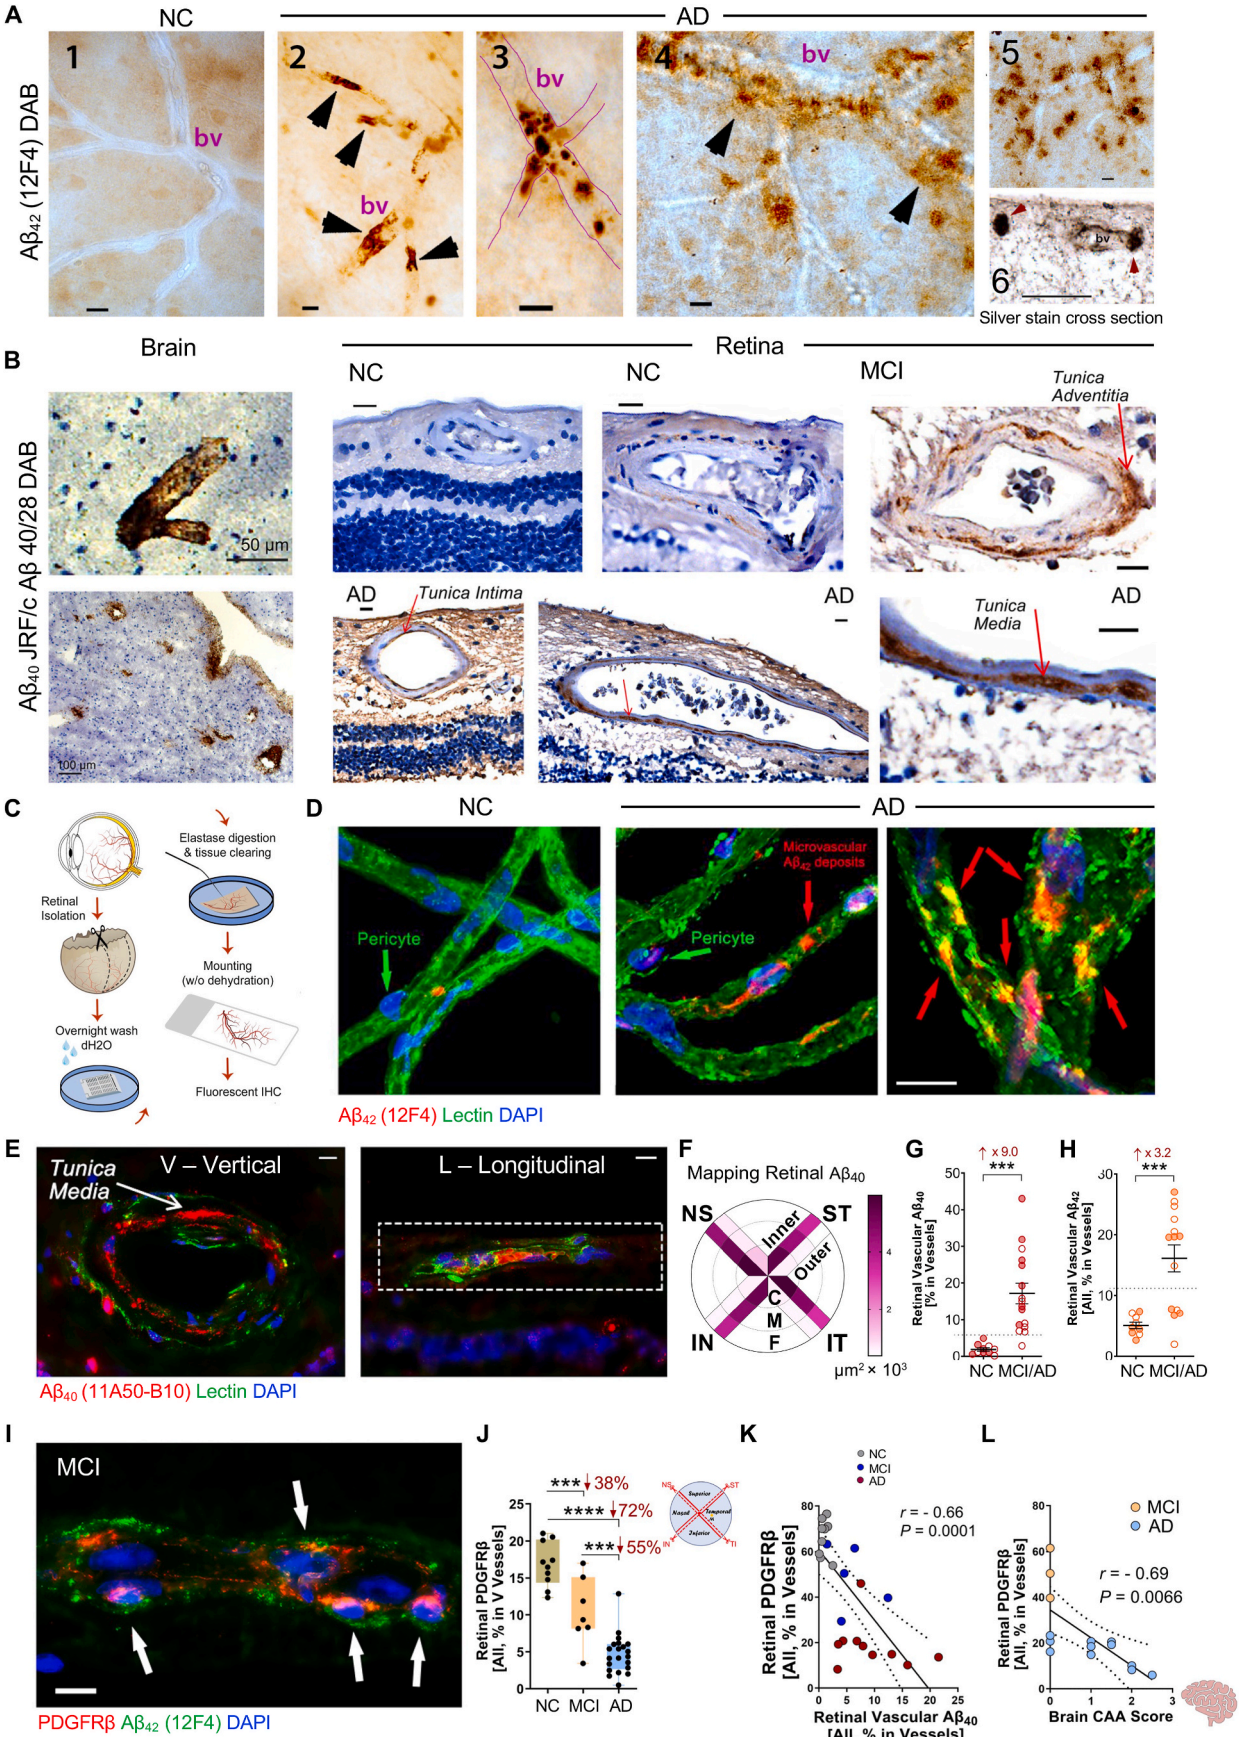 A
NC
AD
Aβ42 (12F4) DAB
1
bv
2
bv
3
bv
4
bv
5
6
bv
Silver stain cross section
B
Brain
Retina
Aβ40 JRF/c Aβ 40/28 DAB
50 µm
100 µm
NC
NC
MCI
Tunica
Adventitia
AD
Tunica Intima
AD
Tunica
Media
AD
C
Retinal
Isolation
Overnight wash
dH2O
Elastase digestion
& tissue clearing
Mounting
(w/o dehydration)
Fluorescent IHC
D
NC
AD
Pericyte
Pericyte
Microvascular
Aβ42 deposits
Aβ42 (12F4) Lectin DAPI
E
V – Vertical
Tunica
Media
L – Longitudinal
Aβ40 (11A50-B10) Lectin DAPI
F
Mapping Retinal Aβ40
NS
ST
Inner
Outer
C
M
F
IN
IT
4
2
µm² × 10³
G
↑ x 9.0
***
Retinal Vascular Aβ40
[% in Vessels]
50
40
30
20
10
0
NC MCI/AD
H
↑ x 3.2
***
Retinal Vascular Aβ42
[All, % in Vessels]
30
20
10
0
NC MCI/AD
I
MCI
PDGFRβ Aβ42 (12F4) DAPI
J
*** ↓38%
**** ↓72%
*** ↓55%
Retinal PDGFRβ
[All, % in V Vessels]
25
20
15
10
5
0
NC MCI AD
NS
ST
Superior
Nasal
Temporal
Inferior
IN
TI
K
NC
MCI
AD
r = - 0.66
P = 0.0001
Retinal PDGFRβ
[All, % in Vessels]
80
60
40
20
0
0 5 10 15 20 25
Retinal Vascular Aβ40
[All, % in Vessels]
L
MCI
AD
r = - 0.69
P = 0.0066
Retinal PDGFRβ
[All, % in Vessels]
80
60
40
20
0
0 1 2 3
Brain CAA Score